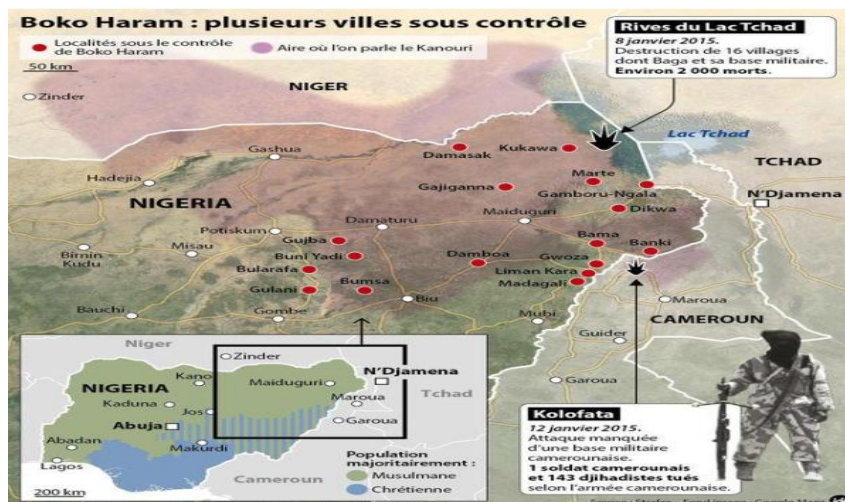 Boko Haram : plusieurs villes sous contrôle
Localités sous le contrôle
de Boko Haram
Aire où l'on parle le Kanouri
50 km
Rives du Lac Tchad
8 janvier 2015.
Destruction de 16 villages
dont Baga et sa base militaire.
Environ 2 000 morts.
Zinder
NIGER
Lac Tchad
TCHAD
N'Djamena
Gashua
Damasak
Kukawa
Hadejia
Marte
Gajiganna
Gamboru-Ngala
NIGERIA
Dikwa
Maiduguri
Damaturu
Potiskum
Gujba
Bama
Banki
Birnin
Kudu
Misau
Buni Yadi
Damboa
Gwoza
Bularafa
Liman Kara
Gulani
Bumsa
Madagali
Biu
Maroua
Bauchi
Gombe
Mubi
CAMEROUN
Guider
Garoua
Niger
Zinder
N'Djamena
NIGERIA
Kano
Maiduguri
Tchad
Kaduna
Maroua
Jos
Garoua
Abuja
Makurdi
Abadan
Lagos
Cameroun
Population
majoritairement :
Musulmane
Chrétienne
200 km
Kolofata
12 janvier 2015.
Attaque manquée
d'une base militaire
camerounaise.
1 soldat camerounais
et 143 djihadistes tués
selon l'armée camerounaise.